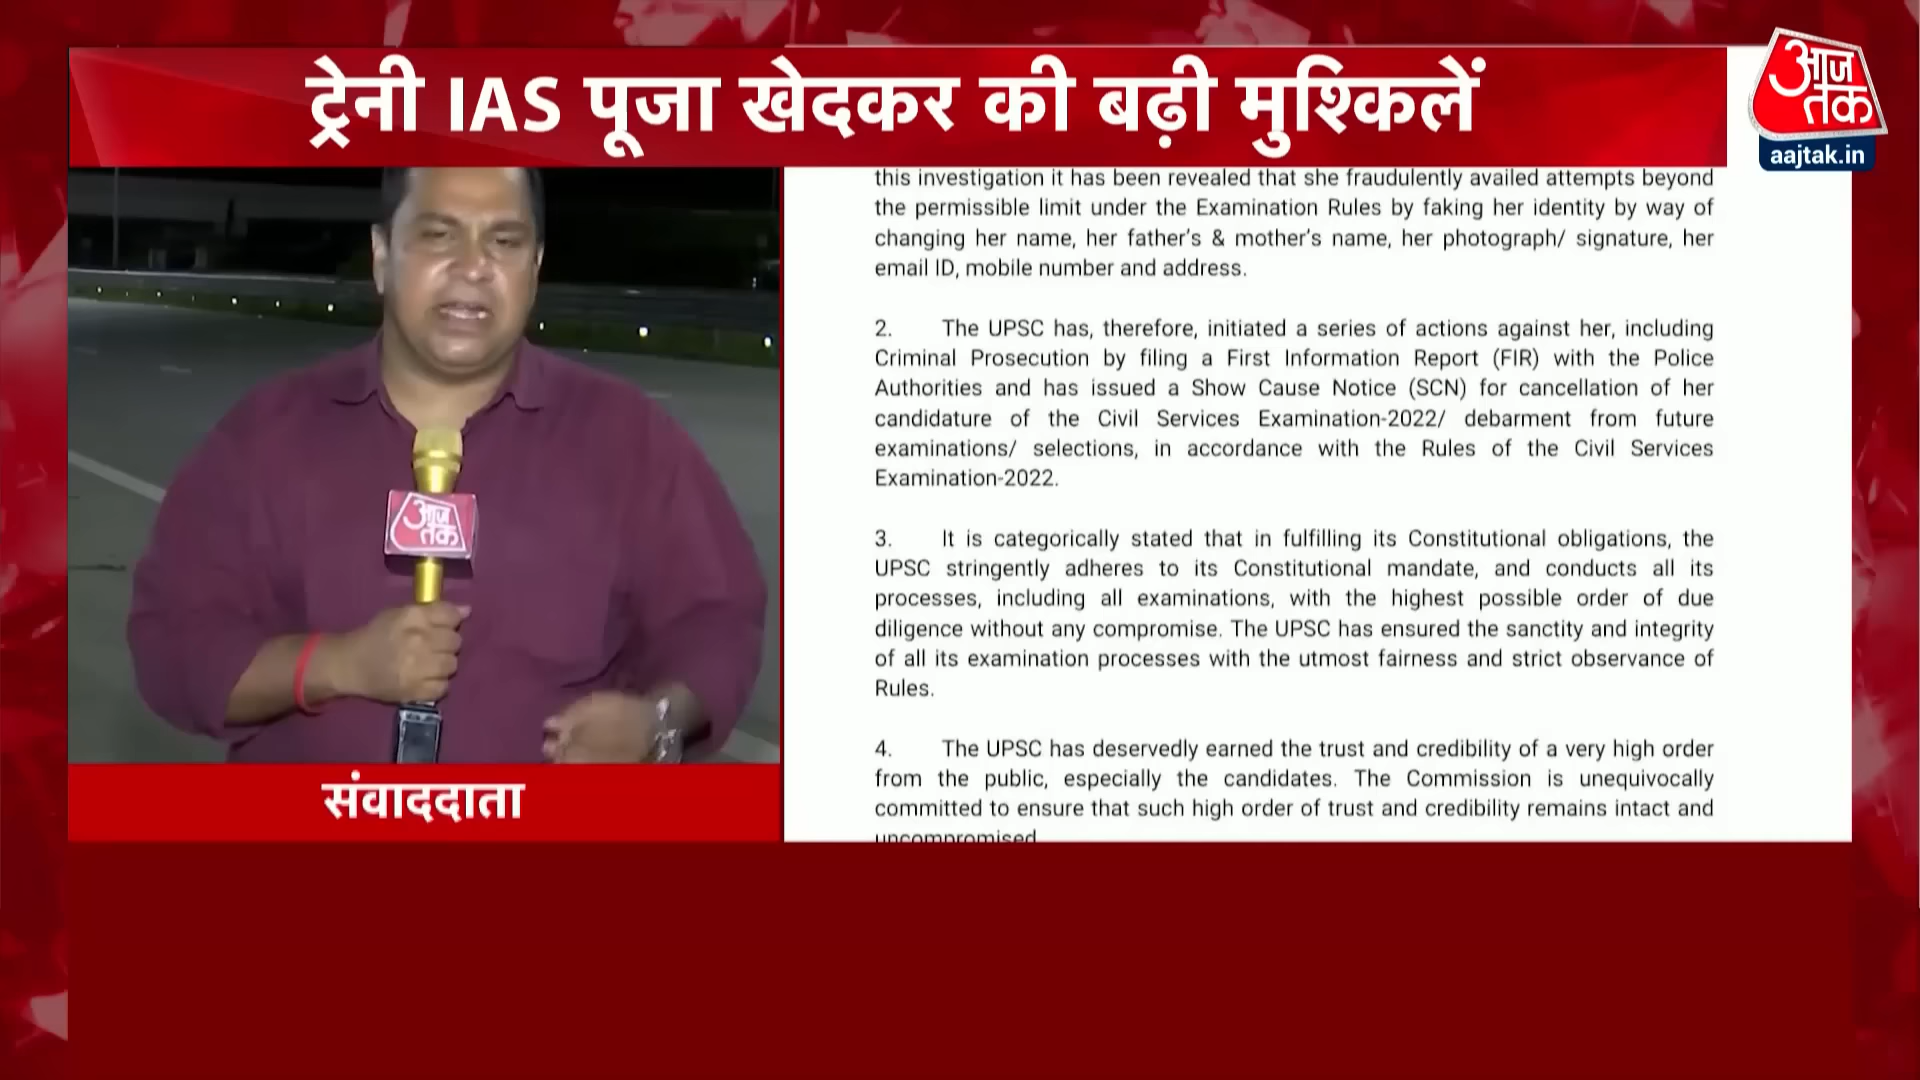 ट्रेनी IAS पूजा खेदकर की बढ़ी मुश्किलें
आज
तक
aajtak.in
this investigation it has been revealed that she fraudulently availed attempts beyond
the permissible limit under the Examination Rules by faking her identity by way of
changing her name, her father's & mother's name, her photograph/ signature, her
email ID, mobile number and address.
2. The UPSC has, therefore, initiated a series of actions against her, including
Criminal Prosecution by filing a First Information Report (FIR) with the Police
Authorities and has issued a Show Cause Notice (SCN) for cancellation of her
candidature of the Civil Services Examination-2022/ debarment from future
examinations/ selections, in accordance with the Rules of the Civil Services
Examination-2022.
3. It is categorically stated that in fulfilling its Constitutional obligations, the
UPSC stringently adheres to its Constitutional mandate, and conducts all its
processes, including all examinations, with the highest possible order of due
diligence without any compromise. The UPSC has ensured the sanctity and integrity
of all its examination processes with the utmost fairness and strict observance of
Rules.
4. The UPSC has deservedly earned the trust and credibility of a very high order
from the public, especially the candidates. The Commission is unequivocally
committed to ensure that such high order of trust and credibility remains intact and
uncompromised
आज
तक
संवाददाता